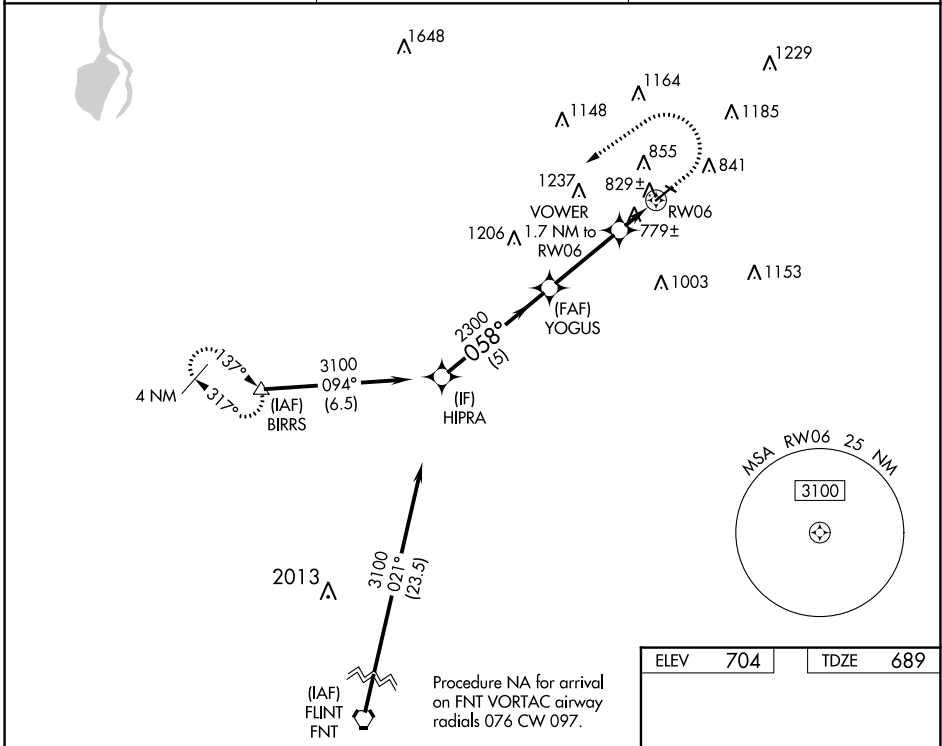 1648
1229
1164
1148
1185
855
841
1237
829±
VOWER
1.7 NM to
RW06
RW06
1206
779±
1003
1153
(FAF)
YOGUS
2300
058°
(5)
137°
317°
4 NM
3100
094°
(6.5)
(IAF)
BIRRS
(IF)
HIPRA
MSA RW06 25 NM
3100
3100
021°
(23.5)
2013
(IAF)
FLINT
FNT
Procedure NA for arrival
on FNT VORTAC airway
radials 076 CW 097.
ELEV 704
TDZE 689